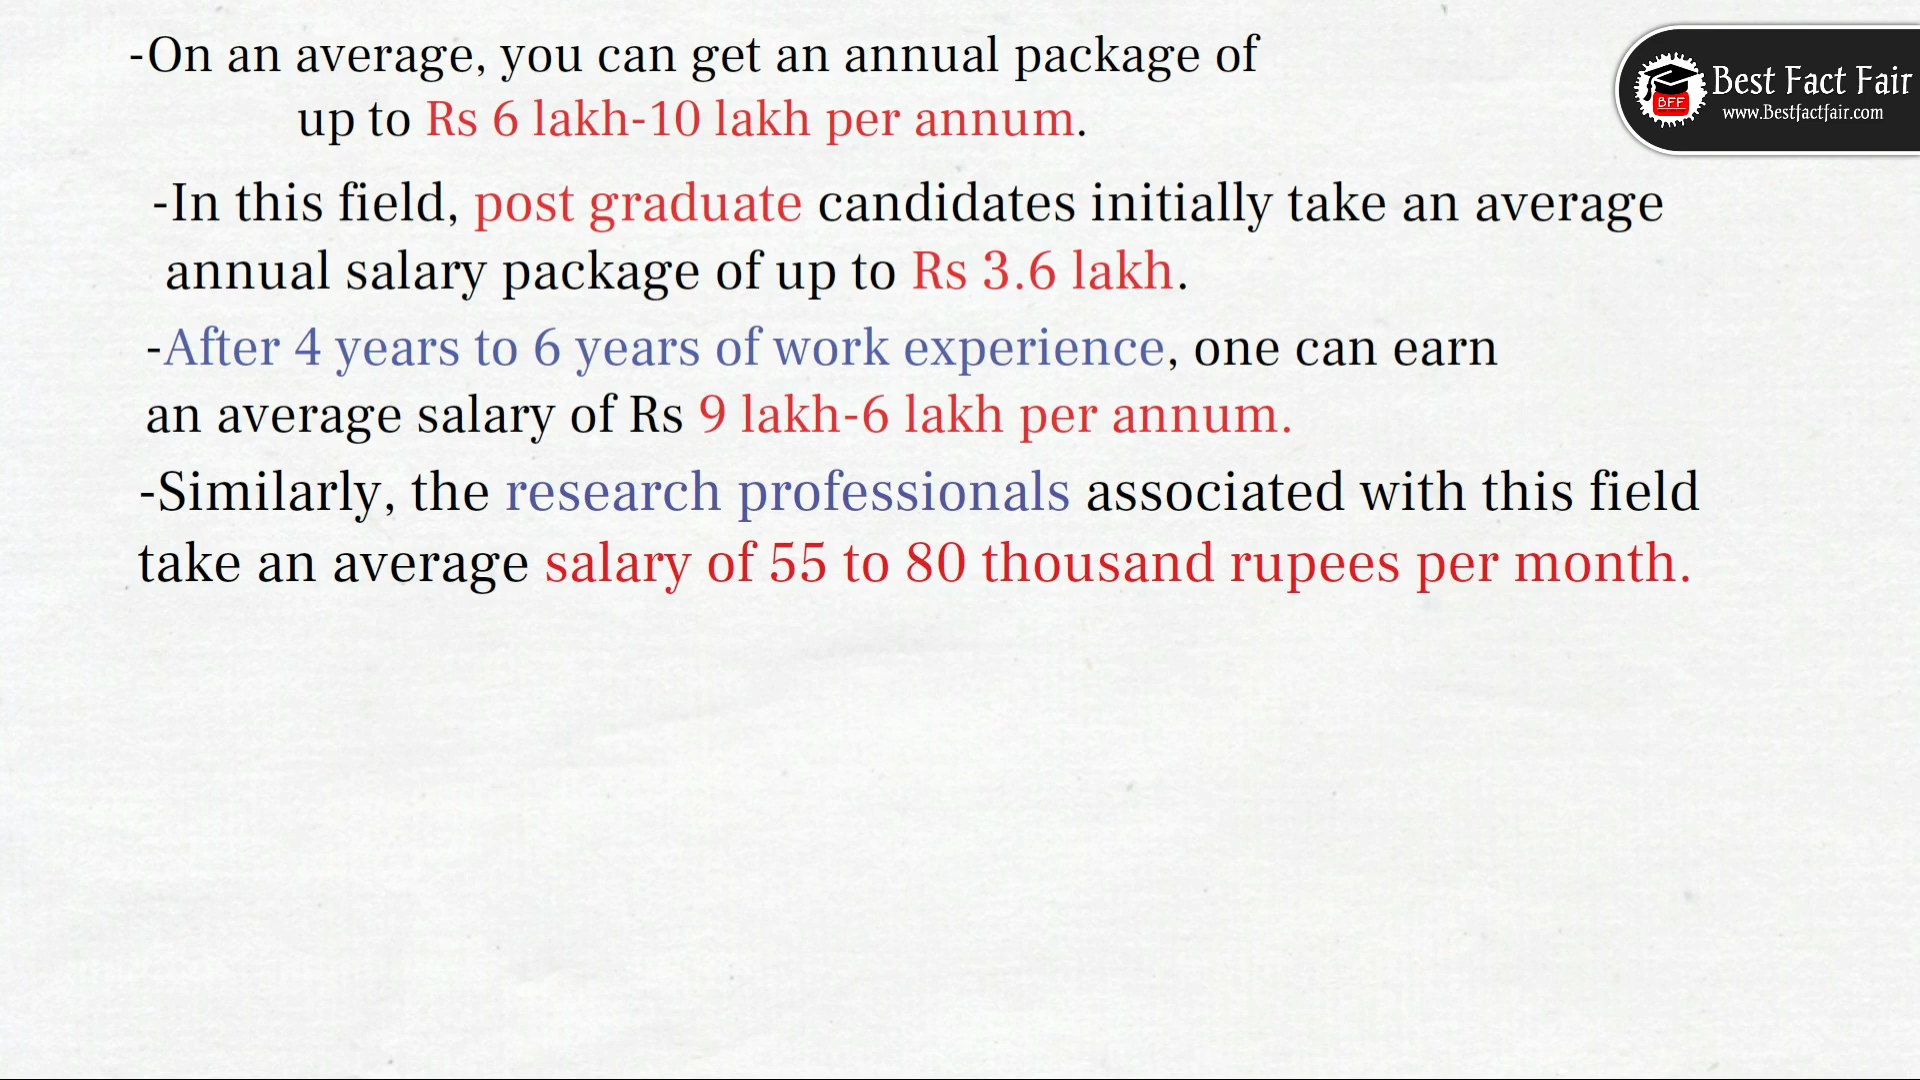 -On an average, you can get an annual package of
up to Rs 6 lakh-10 lakh per annum.
-In this field, post graduate candidates initially take an average
annual salary package of up to Rs 3.6 lakh.
-After 4 years to 6 years of work experience, one can earn
an average salary of Rs 9 lakh-6 lakh per annum.
-Similarly, the research professionals associated with this field
take an average salary of 55 to 80 thousand rupees per month.
BFF
Best Fact Fair
www.Bestfactfair.com